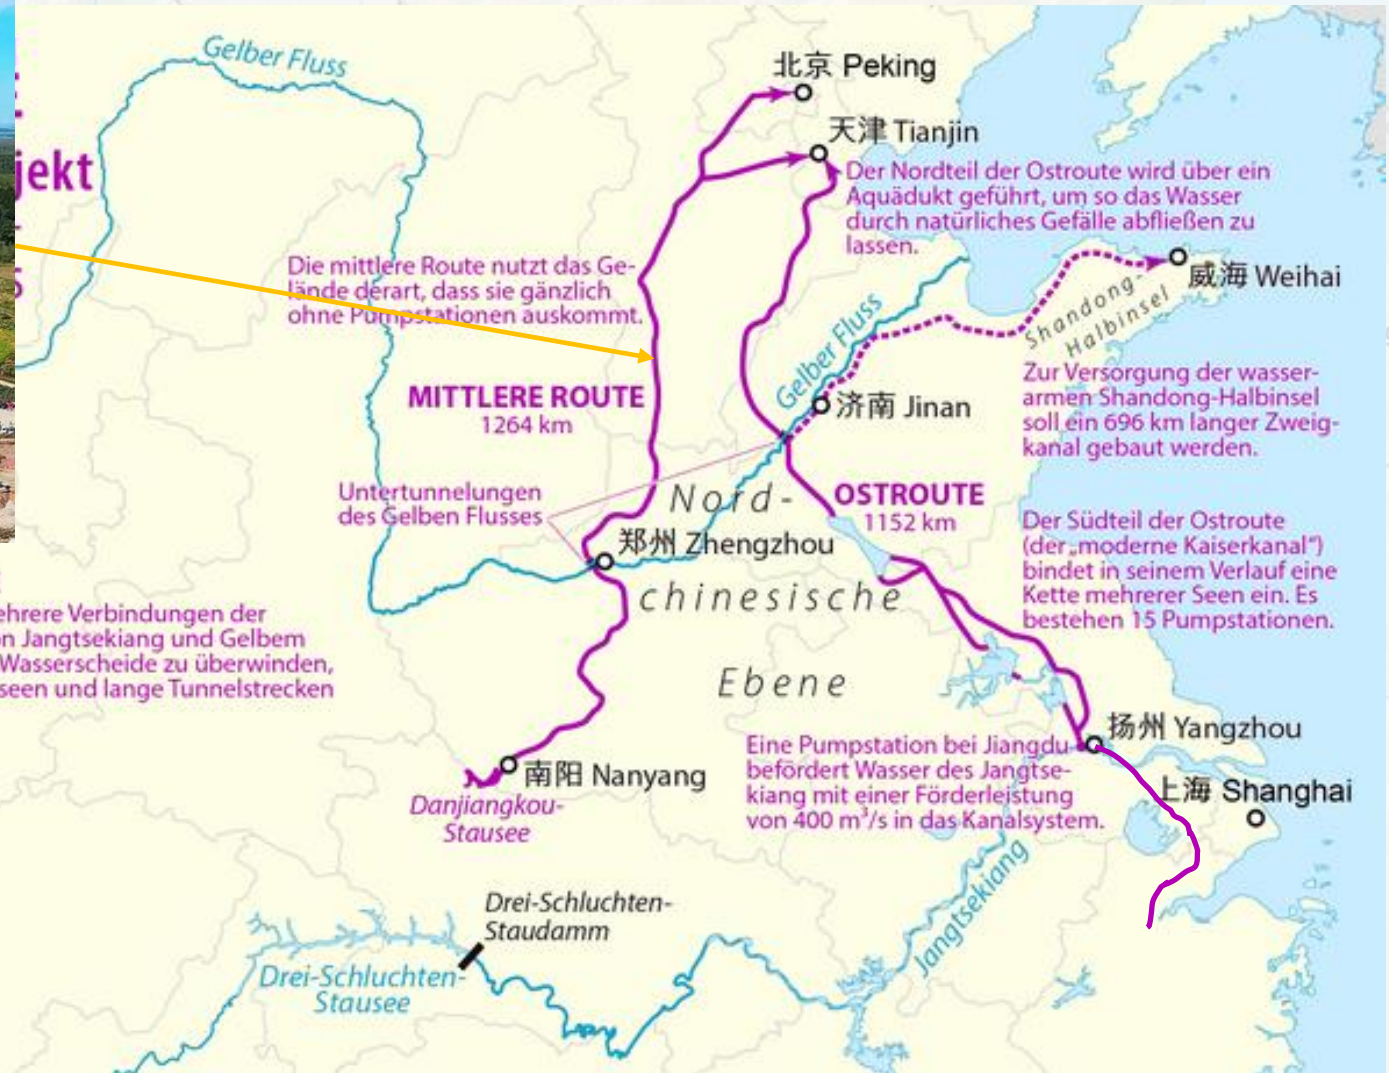 Gelber Fluss
北京 Peking
天津 Tianjin
jekt
Der Nordteil der Ostroute wird über ein
Aquädukt geführt, um so das Wasser
durch natürliches Gefälle abfließen zu
lassen.
Die mittlere Route nutzt das Ge-
lände derart, dass sie gänzlich
ohne Pumpstationen auskommt.
威海 Weihai
Shandong-
Halbinsel
Gelber Fluss
MITTLERE ROUTE
1264 km
济南 Jinan
Zur Versorgung der wasser-
armen Shandong-Halbinsel
soll ein 696 km langer Zweig-
kanal gebaut werden.
Untertunnelungen
des Gelben Flusses
Nord-
chinesische
Ebene
OSTROUTE
1152 km
郑州 Zhengzhou
Der Südteil der Ostroute
(der „moderne Kaiserkanal“)
bindet in seinem Verlauf eine
Kette mehrerer Seen ein. Es
bestehen 15 Pumpstationen.
ehrere Verbindungen der
n Jangtsekiang und Gelbem
Wasserscheide zu überwinden,
seen und lange Tunnelstrecken
扬州 Yangzhou
Eine Pumpstation bei Jiangdu
befördert Wasser des Jangtse-
kiang mit einer Förderleistung
von 400 m³/s in das Kanalsystem.
南阳 Nanyang
Danjiangkou-
Stausee
上海 Shanghai
Jangtsekiang
Drei-Schluchten-
Staudamm
Drei-Schluchten-
Stausee